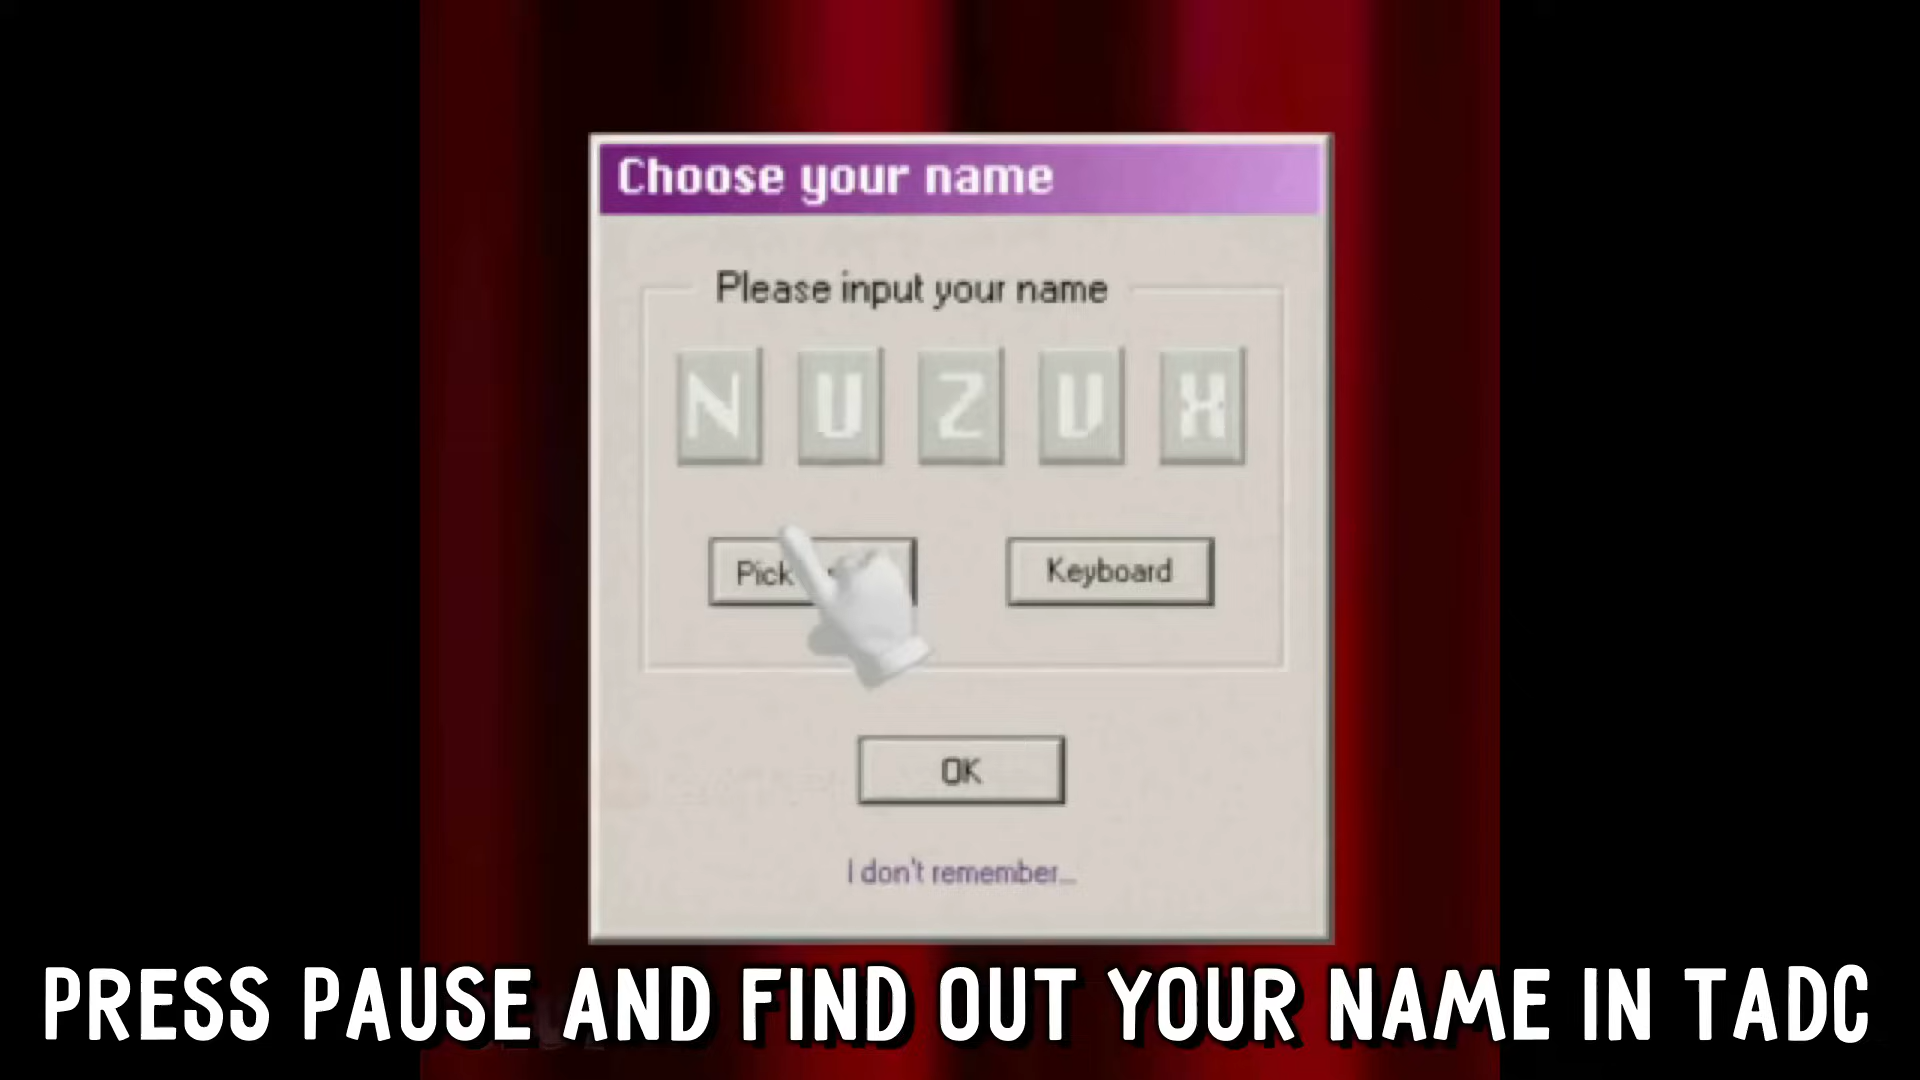 Choose your name
Please input your name
N U Z V X
Pick
Keyboard
OK
I don't remember...
PRESS PAUSE AND FIND OUT YOUR NAME IN TADC